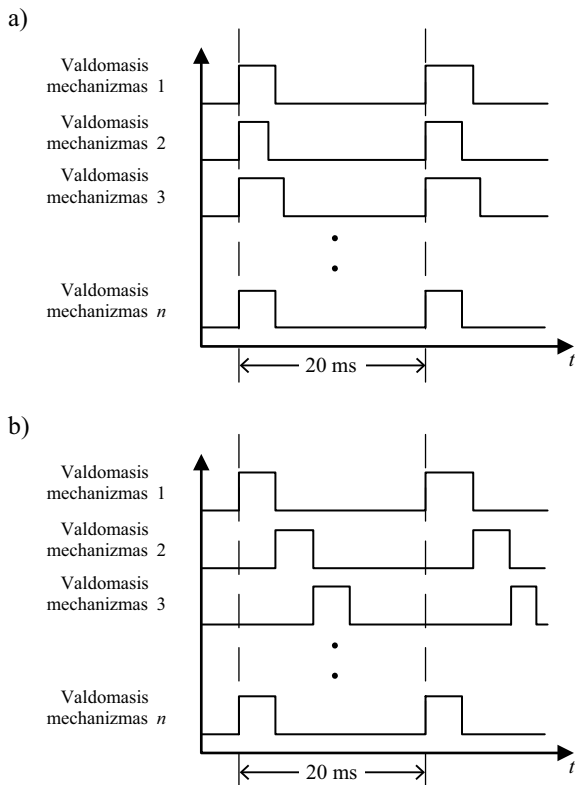 a)
Valdomasis
mechanizmas 1
Valdomasis
mechanizmas 2
Valdomasis
mechanizmas 3
Valdomasis
mechanizmas n
20 ms
t
b)
Valdomasis
mechanizmas 1
Valdomasis
mechanizmas 2
Valdomasis
mechanizmas 3
Valdomasis
mechanizmas n
20 ms
t